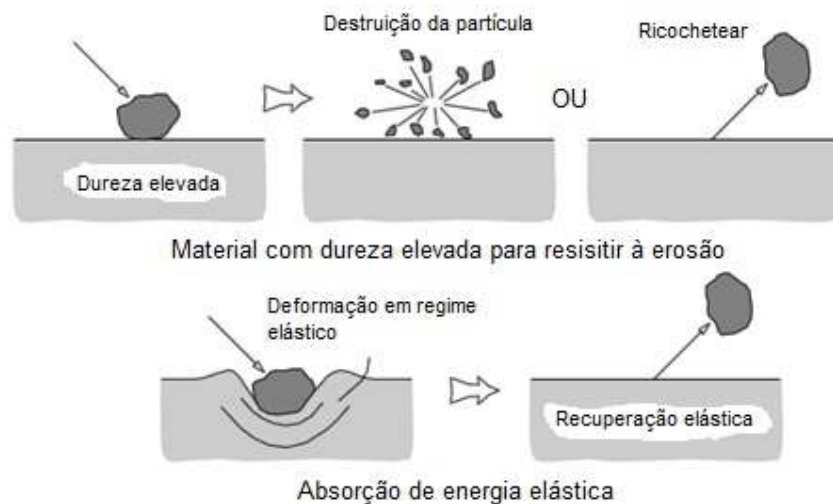 Destruição da partícula
Ricochetear
OU
Dureza elevada
Material com dureza elevada para resisitir à erosão
Deformação em regime
elástico
Recuperação elástica
Absorção de energia elástica